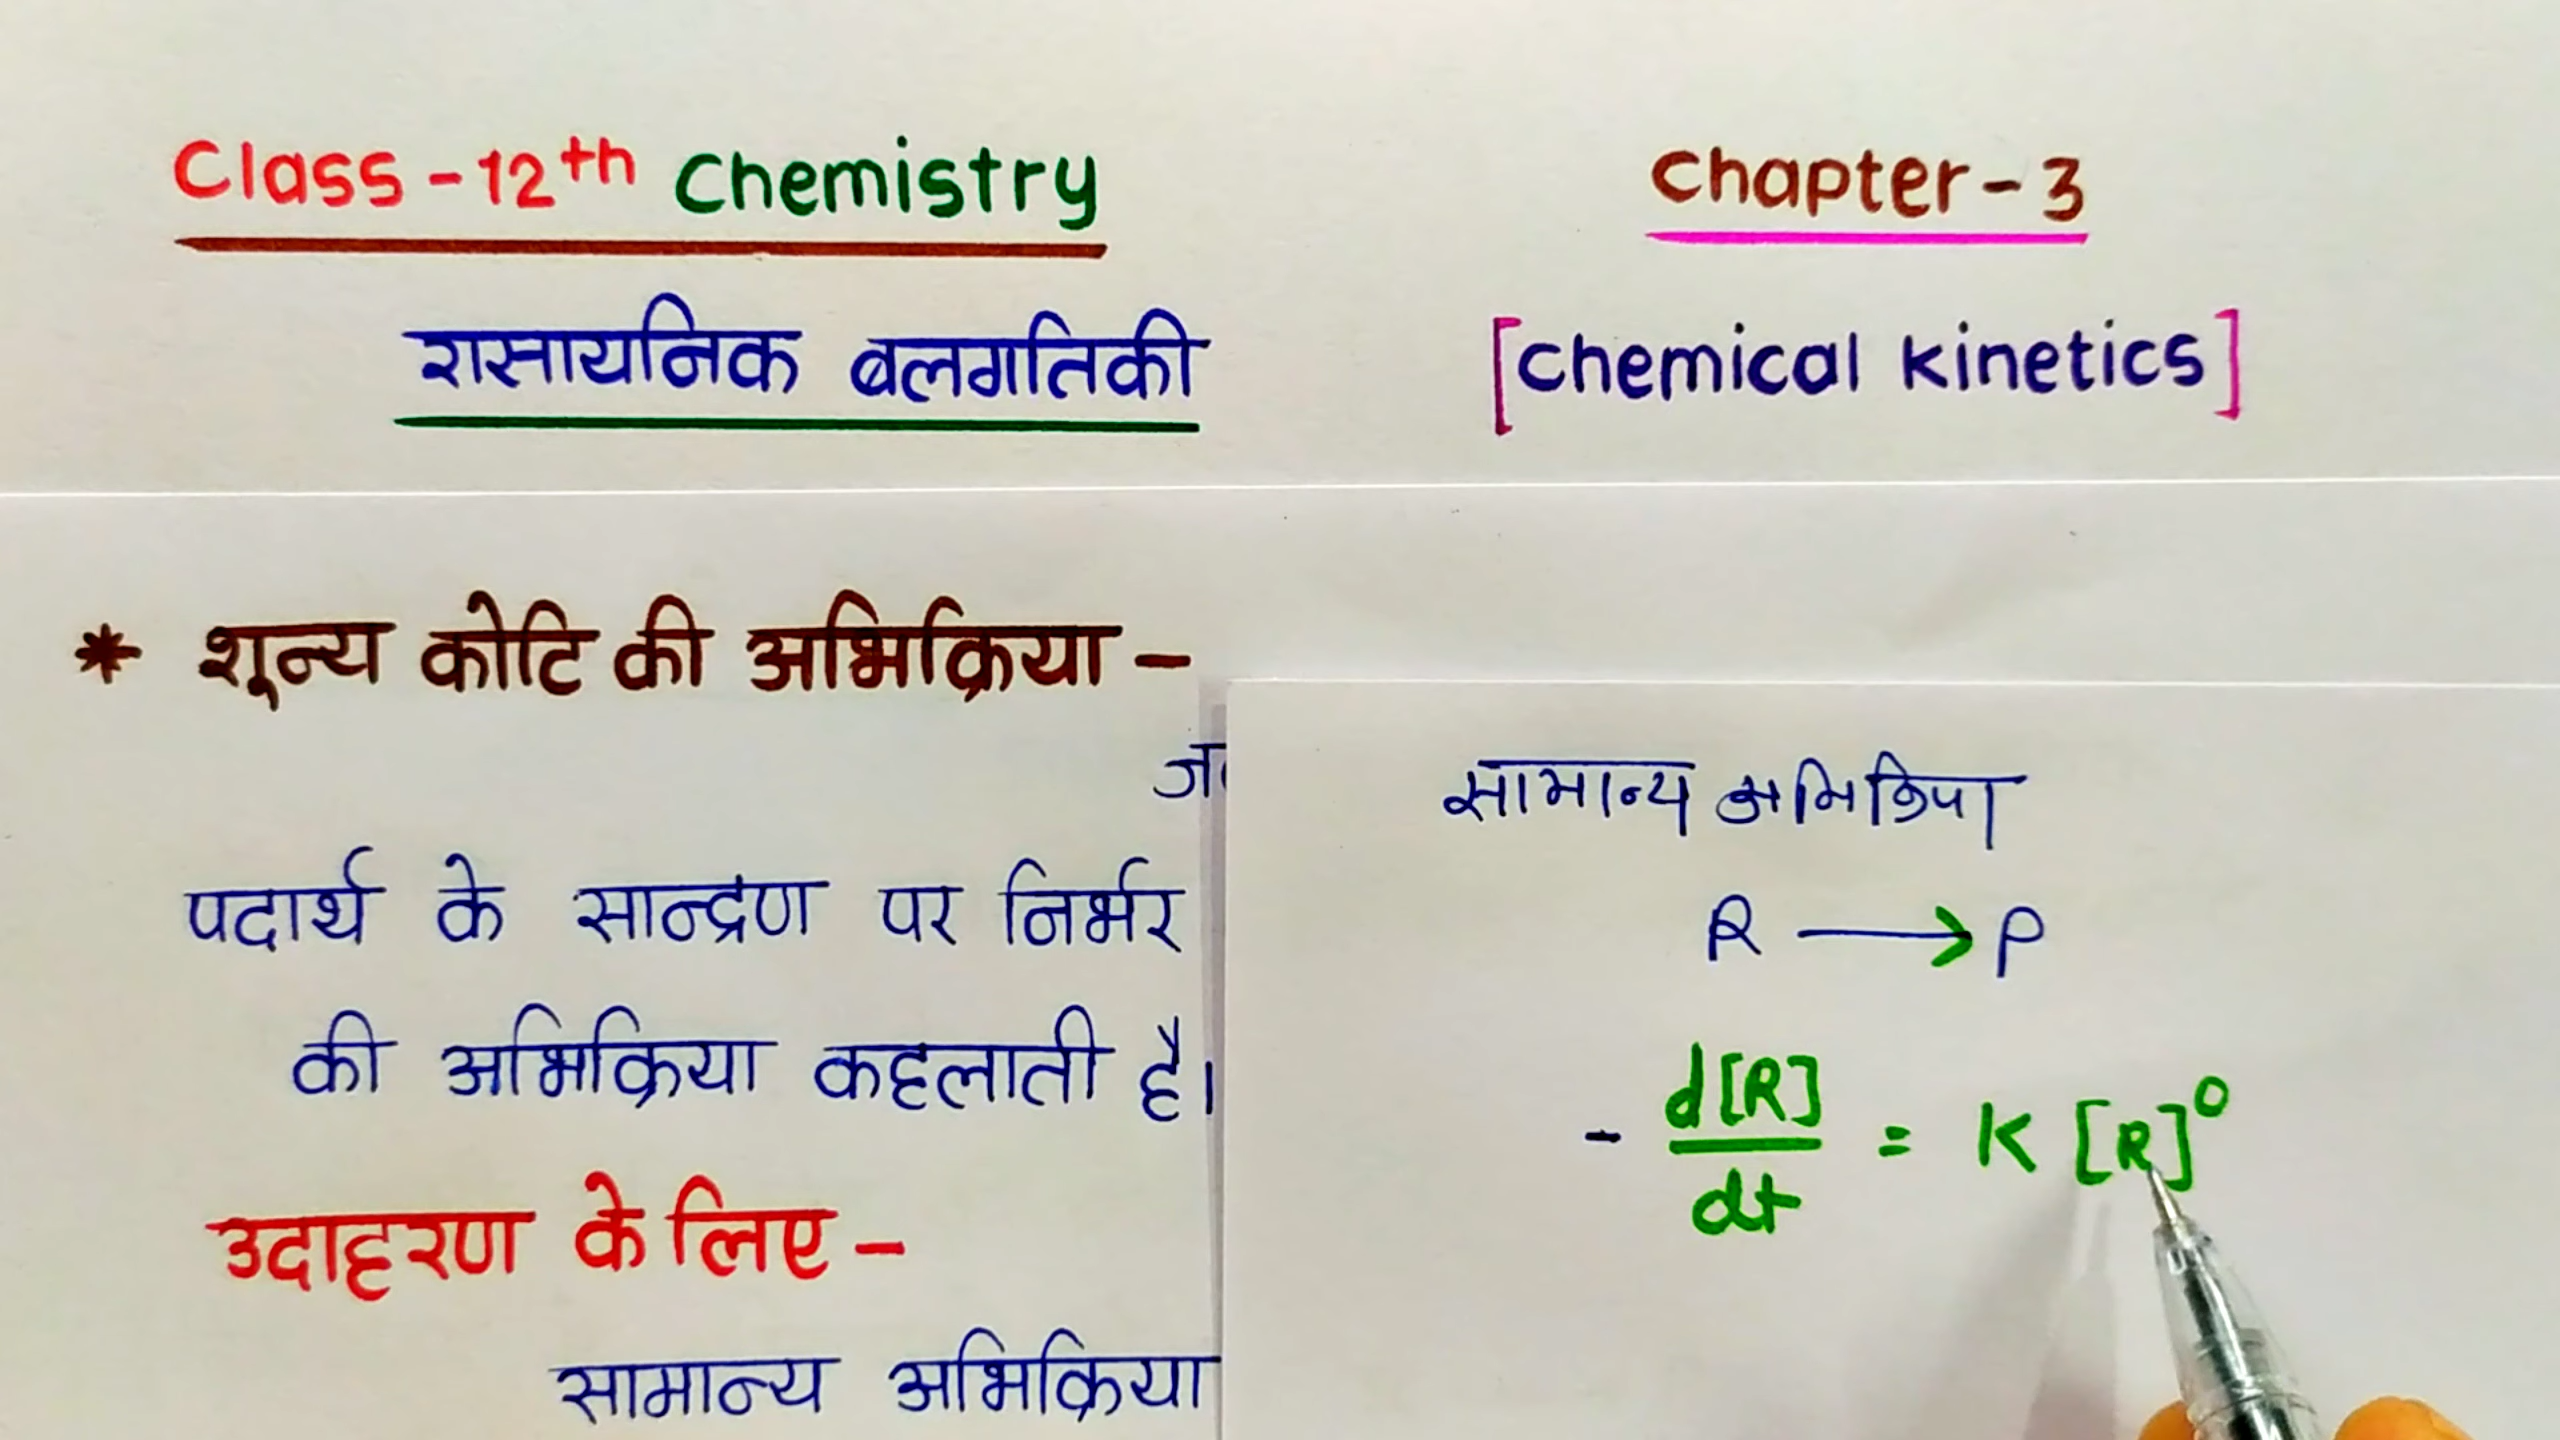 Class-12th Chemistry
Chapter-3
रासायनिक बलगतिकी
[Chemical kinetics]
* शून्य कोटि की अभिक्रिया -
पदार्थ के सान्द्रण पर निर्भर
की अभिक्रिया कहलाती है।
उदाहरण के लिए -
सामान्य अभिक्रिया
सामान्य अभिक्रिया
R → P
- d[R]/dt = K [R]⁰